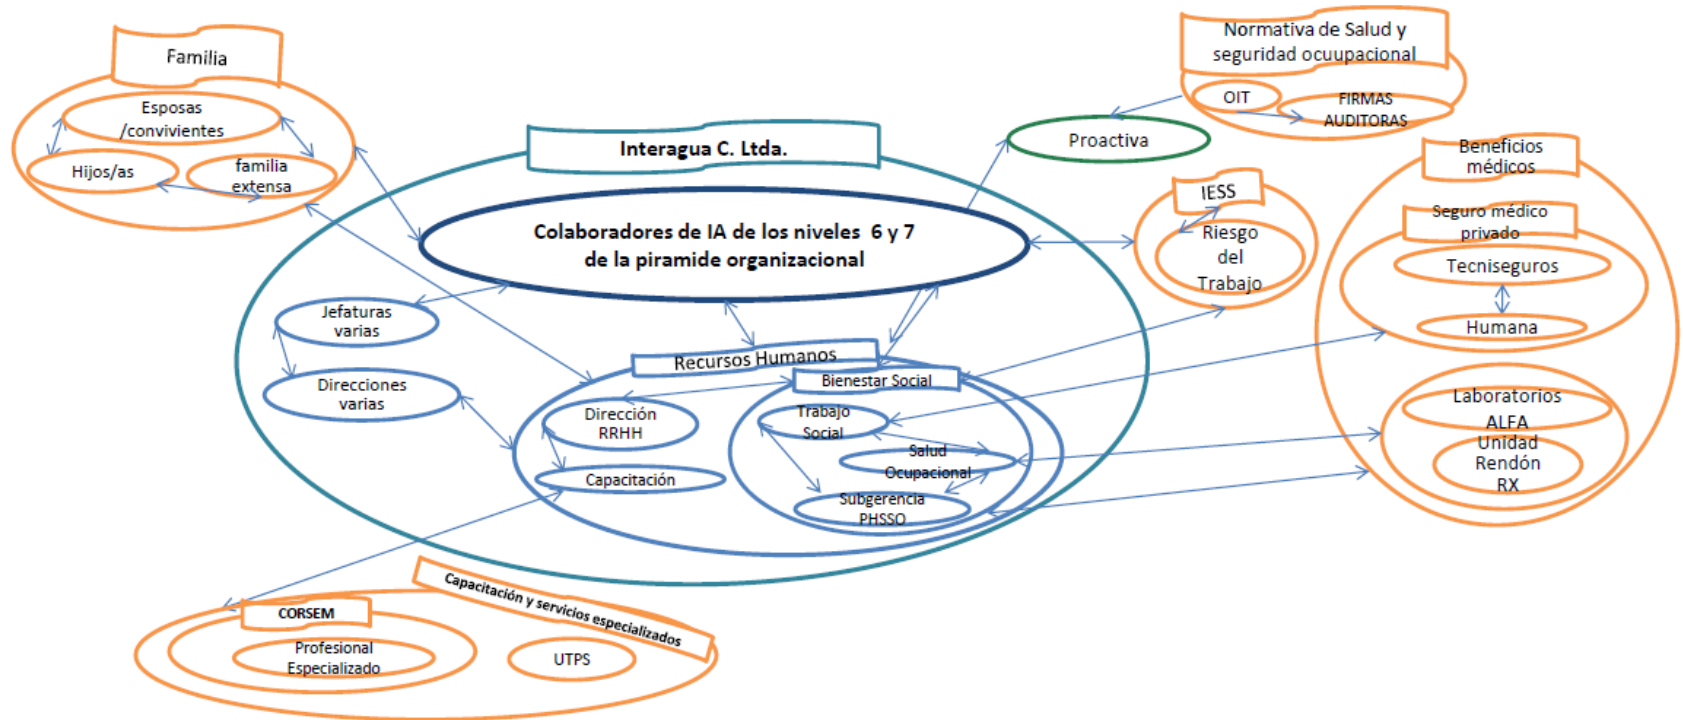 Familia
Esposas
/convivientes
Hijos/as
familia
extensa
Normativa de Salud y
seguridad ocuupacional
OIT
FIRMAS
AUDITORAS
Proactiva
Interagua C. Ltda.
Colaboradores de IA de los niveles 6 y 7
de la piramide organizacional
IESS
Riesgo
del
Trabajo
Beneficios
médicos
Seguro médico
privado
Tecniseguros
Humana
Laboratorios
ALFA
Unidad
Rendón
RX
Jefaturas
varias
Direcciones
varias
Recursos Humanos
Dirección
RRHH
Capacitación
Bienestar Social
Trabajo
Social
Salud
Ocupacional
Subgerencia
PHSSO
Capacitación y servicios especializados
CORSEM
Profesional
Especializado
UTPS